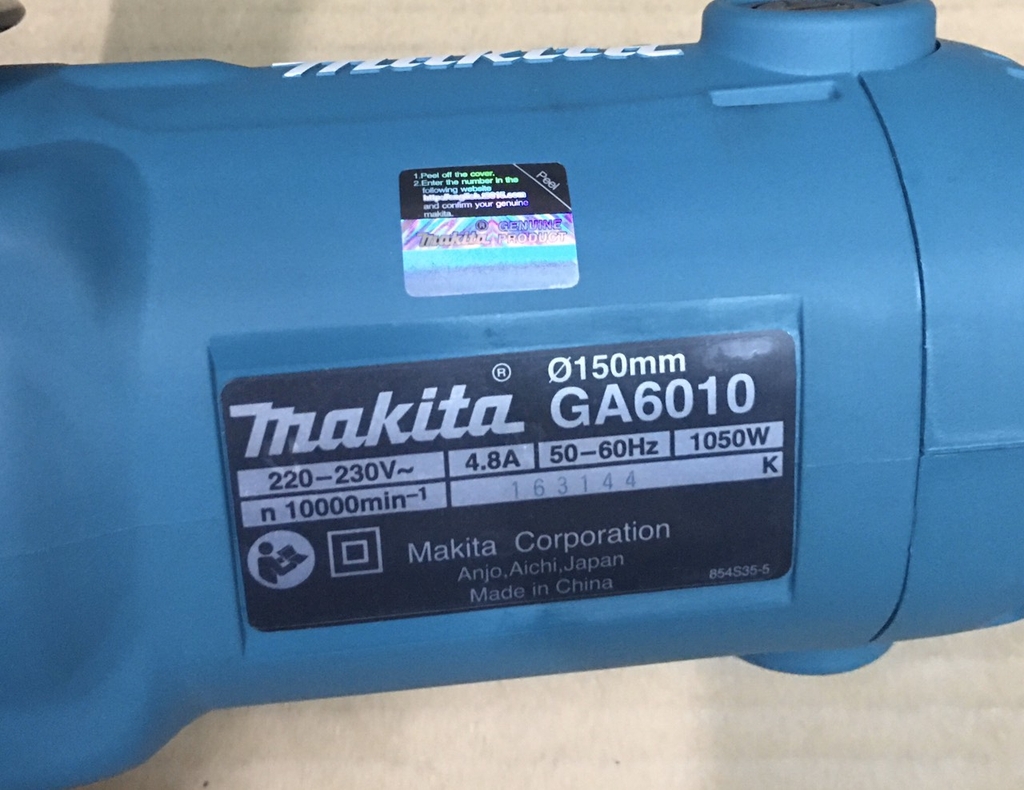 makita
1.Peel off the cover.
2.Enter the number in the
following website
and confirm your genuine
makita.
Peel
makita ® GENUINE
PRODUCT
makita ® Ø150mm
GA6010
220–230V~ 4.8A 50–60Hz 1050W
n 10000min⁻¹ 163144 K
Makita Corporation
Anjo,Aichi,Japan
Made in China
854S35-5